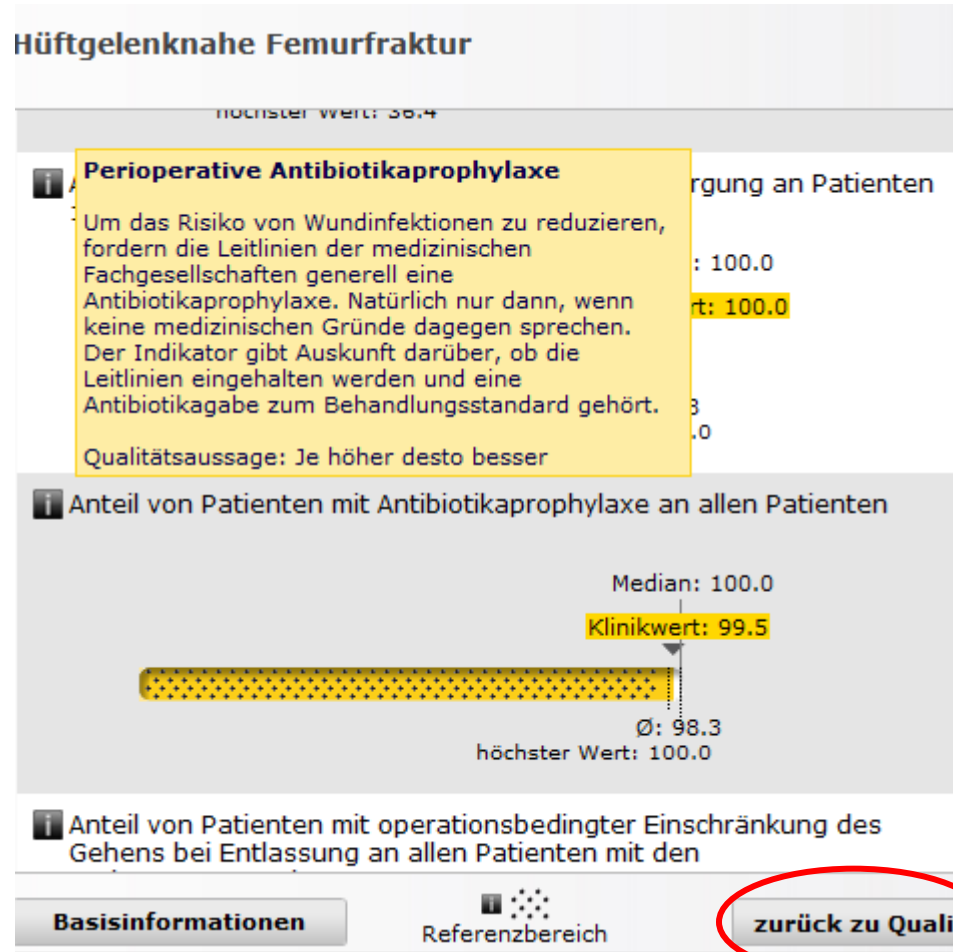 Hüftgelenknahe Femurfraktur
höchster Wert: 36.4
Perioperative Antibiotikaprophylaxe
rgung an Patienten
Um das Risiko von Wundinfektionen zu reduzieren,
fordern die Leitlinien der medizinischen
Fachgesellschaften generell eine
Antibiotikaprophylaxe. Natürlich nur dann, wenn
keine medizinischen Gründe dagegen sprechen.
Der Indikator gibt Auskunft darüber, ob die
Leitlinien eingehalten werden und eine
Antibiotikagabe zum Behandlungsstandard gehört.
Qualitätsaussage: Je höher desto besser
: 100.0
rt: 100.0
.0
Anteil von Patienten mit Antibiotikaprophylaxe an allen Patienten
Median: 100.0
Klinikwert: 99.5
Ø: 98.3
höchster Wert: 100.0
Anteil von Patienten mit operationsbedingter Einschränkung des
Gehens bei Entlassung an allen Patienten mit den
Basisinformationen
Referenzbereich
zurück zu Quali